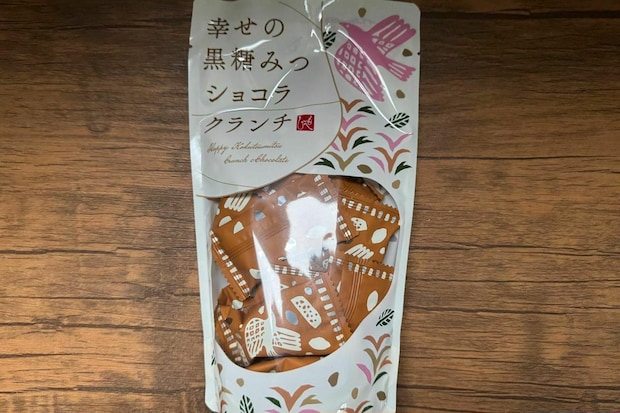 幸せの
黒糖みつ
ショコラ
クランチ
Happy Kokutoumitsu
Crunch Chocolate